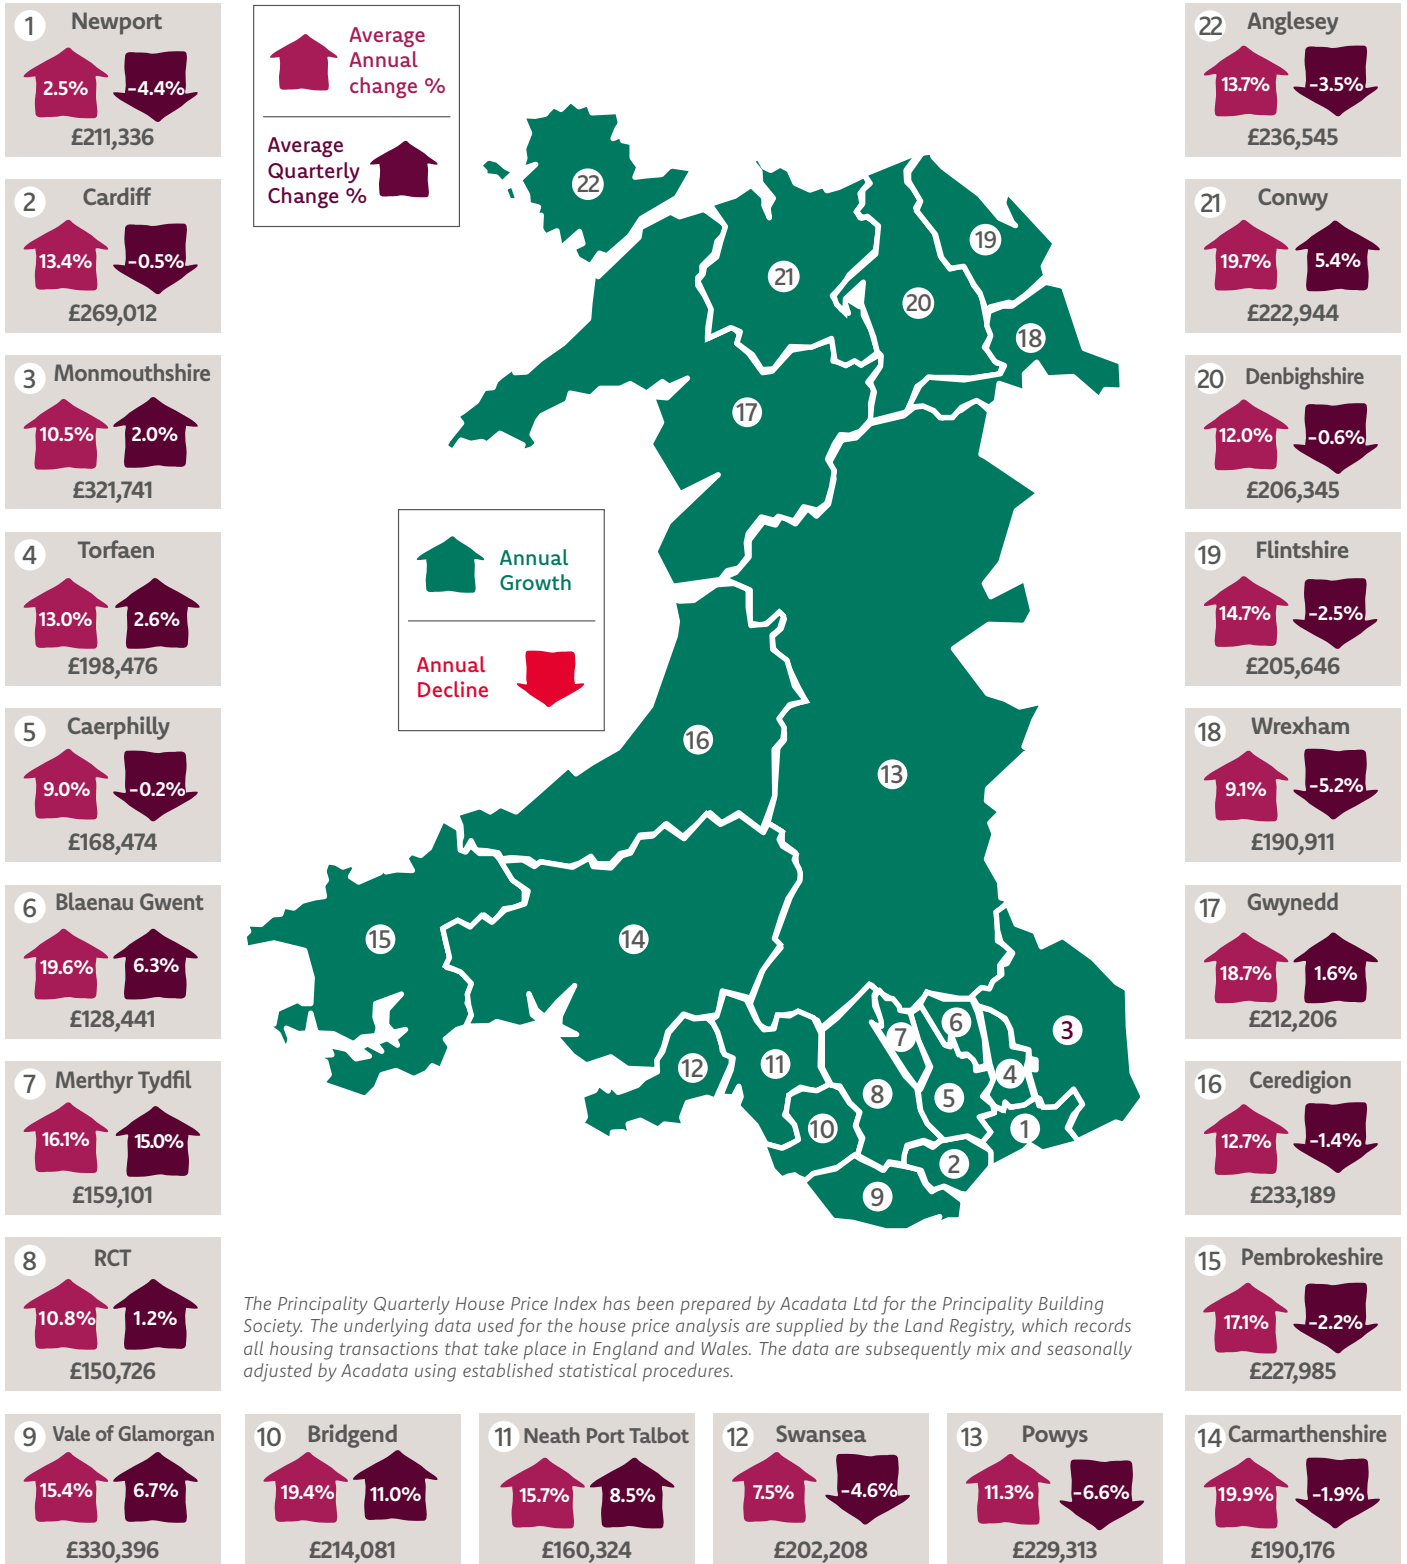 1 Newport
2.5% -4.4%
£211,336
2 Cardiff
13.4% -0.5%
£269,012
3 Monmouthshire
10.5% 2.0%
£321,741
4 Torfaen
13.0% 2.6%
£198,476
5 Caerphilly
9.0% -0.2%
£168,474
6 Blaenau Gwent
19.6% 6.3%
£128,441
7 Merthyr Tydfil
16.1% 15.0%
£159,101
8 RCT
10.8% 1.2%
£150,726
9 Vale of Glamorgan
15.4% 6.7%
£330,396
10 Bridgend
19.4% 11.0%
£214,081
11 Neath Port Talbot
15.7% 8.5%
£160,324
12 Swansea
7.5% -4.6%
£202,208
13 Powys
11.3% -6.6%
£229,313
14 Carmarthenshire
19.9% -1.9%
£190,176
15 Pembrokeshire
17.1% -2.2%
£227,985
16 Ceredigion
12.7% -1.4%
£233,189
17 Gwynedd
18.7% 1.6%
£212,206
18 Wrexham
9.1% -5.2%
£190,911
19 Flintshire
14.7% -2.5%
£205,646
20 Denbighshire
12.0% -0.6%
£206,345
21 Conwy
19.7% 5.4%
£222,944
22 Anglesey
13.7% -3.5%
£236,545
Average
Annual
change %
Average
Quarterly
Change %
Annual
Growth
Annual
Decline
22
19
21
20
18
17
16
13
15
14
3
6
7
12
11
4
8
5
10
1
2
9
The Principality Quarterly House Price Index has been prepared by Acadata Ltd for the Principality Building
Society. The underlying data used for the house price analysis are supplied by the Land Registry, which records
all housing transactions that take place in England and Wales. The data are subsequently mix and seasonally
adjusted by Acadata using established statistical procedures.